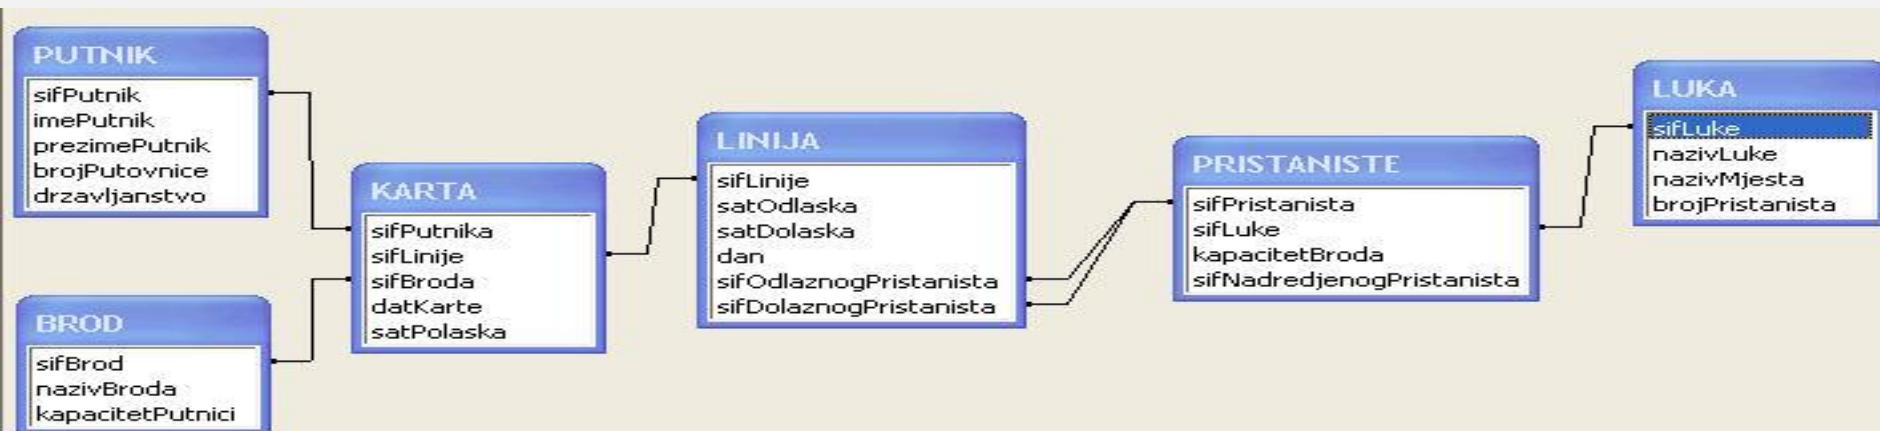 PUTNIK
sifPutnik
imePutnik
prezimePutnik
brojPutovnice
drzavljanstvo
BROD
sifBrod
nazivBroda
kapacitetPutnici
KARTA
sifPutnika
sifLinije
sifBroda
datKarte
satPolaska
LINIJA
sifLinije
satOdlaska
satDolaska
dan
sifOdlaznogPristanista
sifDolaznogPristanista
PRISTANISTE
sifPristanista
sifLuke
kapacitetBroda
sifNadredjenogPristanista
LUKA
sifLuke
nazivLuke
nazivMjesta
brojPristanista